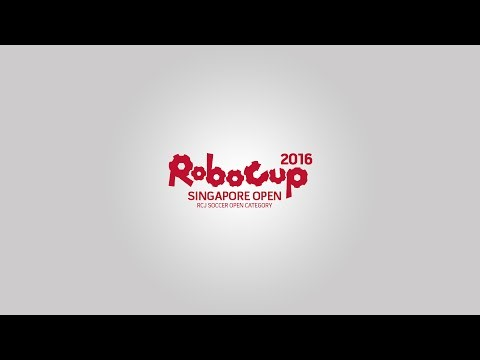 2016
RoboCup
SINGAPORE OPEN
RCJ SOCCER OPEN CATEGORY